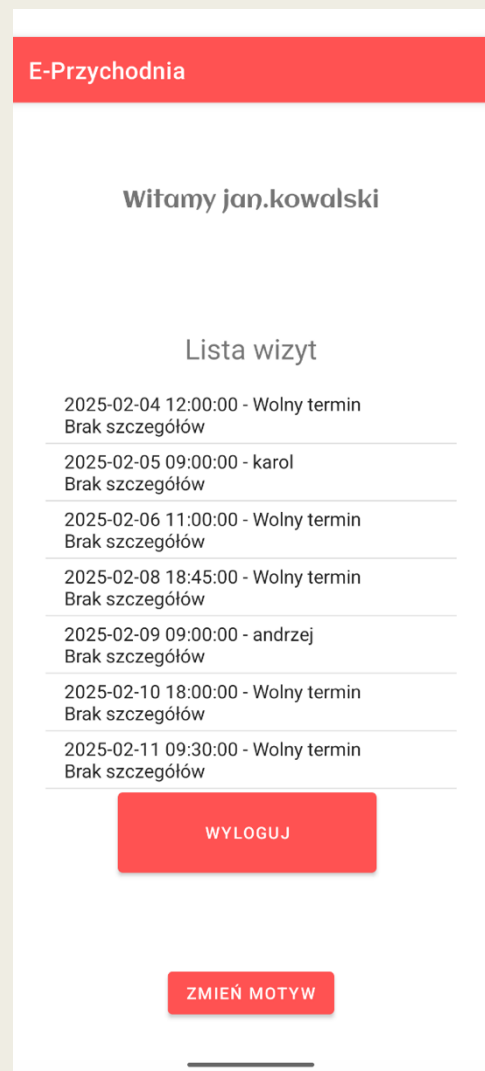 E-Przychodnia
Witamy jan.kowalski
Lista wizyt
2025-02-04 12:00:00 - Wolny termin
Brak szczegółów
2025-02-05 09:00:00 - karol
Brak szczegółów
2025-02-06 11:00:00 - Wolny termin
Brak szczegółów
2025-02-08 18:45:00 - Wolny termin
Brak szczegółów
2025-02-09 09:00:00 - andrzej
Brak szczegółów
2025-02-10 18:00:00 - Wolny termin
Brak szczegółów
2025-02-11 09:30:00 - Wolny termin
Brak szczegółów
WYLOGUJ
ZMIEŃ MOTYW